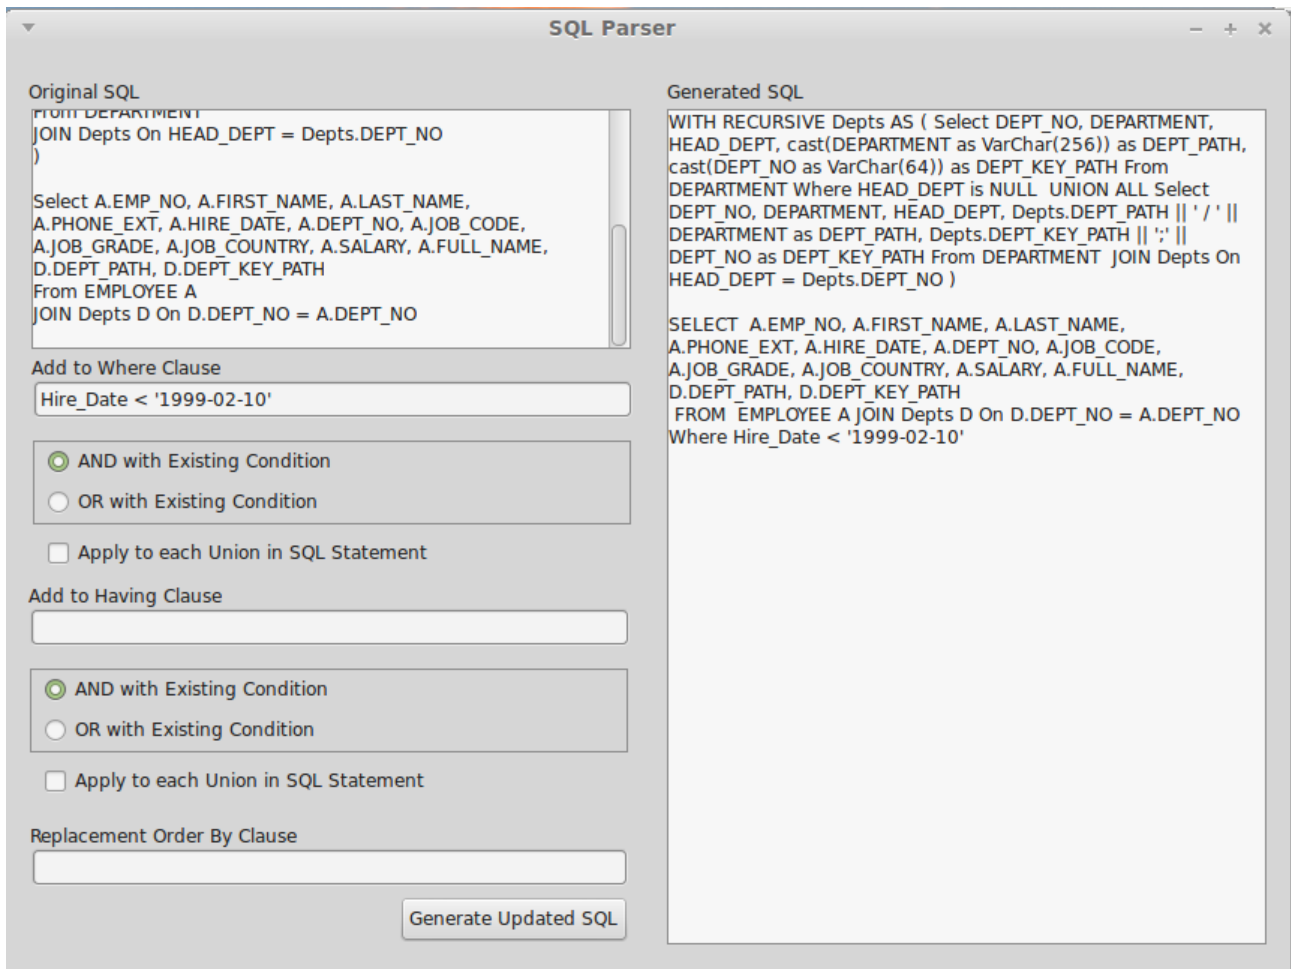 SQL Parser
Original SQL
From DEPARTMENT
JOIN Depts On HEAD_DEPT = Depts.DEPT_NO
)
Select A.EMP_NO, A.FIRST_NAME, A.LAST_NAME,
A.PHONE_EXT, A.HIRE_DATE, A.DEPT_NO, A.JOB_CODE,
A.JOB_GRADE, A.JOB_COUNTRY, A.SALARY, A.FULL_NAME,
D.DEPT_PATH, D.DEPT_KEY_PATH
From EMPLOYEE A
JOIN Depts D On D.DEPT_NO = A.DEPT_NO
Add to Where Clause
Hire_Date < '1999-02-10'
AND with Existing Condition
OR with Existing Condition
Apply to each Union in SQL Statement
Add to Having Clause
AND with Existing Condition
OR with Existing Condition
Apply to each Union in SQL Statement
Replacement Order By Clause
Generate Updated SQL
Generated SQL
WITH RECURSIVE Depts AS ( Select DEPT_NO, DEPARTMENT,
HEAD_DEPT, cast(DEPARTMENT as VarChar(256)) as DEPT_PATH,
cast(DEPT_NO as VarChar(64)) as DEPT_KEY_PATH From
DEPARTMENT Where HEAD_DEPT is NULL  UNION ALL Select
DEPT_NO, DEPARTMENT, HEAD_DEPT, Depts.DEPT_PATH || ' / ' ||
DEPARTMENT as DEPT_PATH, Depts.DEPT_KEY_PATH || ';' ||
DEPT_NO as DEPT_KEY_PATH From DEPARTMENT  JOIN Depts On
HEAD_DEPT = Depts.DEPT_NO )
SELECT  A.EMP_NO, A.FIRST_NAME, A.LAST_NAME,
A.PHONE_EXT, A.HIRE_DATE, A.DEPT_NO, A.JOB_CODE,
A.JOB_GRADE, A.JOB_COUNTRY, A.SALARY, A.FULL_NAME,
D.DEPT_PATH, D.DEPT_KEY_PATH
FROM  EMPLOYEE A JOIN Depts D On D.DEPT_NO = A.DEPT_NO
Where Hire_Date < '1999-02-10'